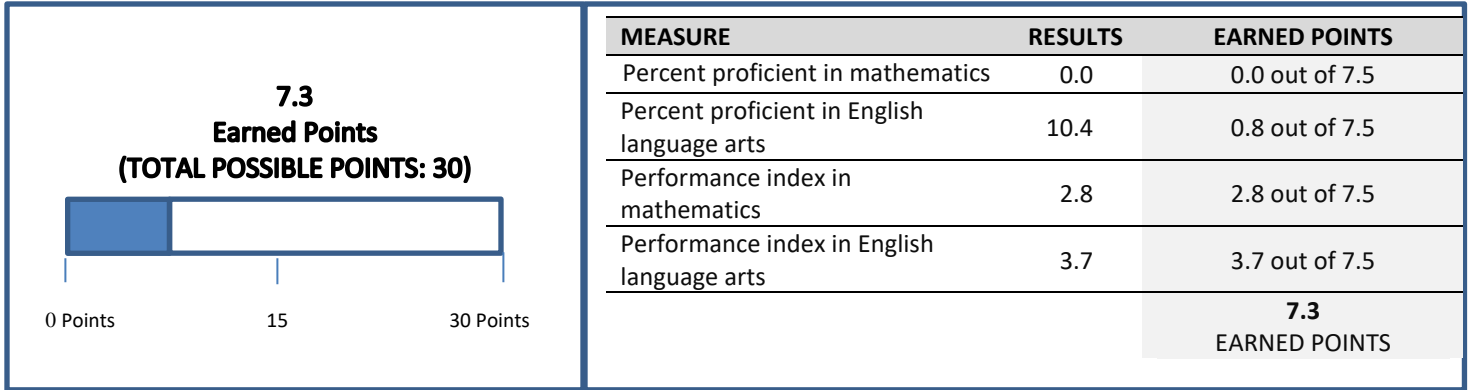 7.3
Earned Points
(TOTAL POSSIBLE POINTS: 30)
0 Points 15 30 Points
MEASURE RESULTS EARNED POINTS
Percent proficient in mathematics 0.0 0.0 out of 7.5
Percent proficient in English
language arts 10.4 0.8 out of 7.5
Performance index in
mathematics 2.8 2.8 out of 7.5
Performance index in English
language arts 3.7 3.7 out of 7.5
7.3
EARNED POINTS